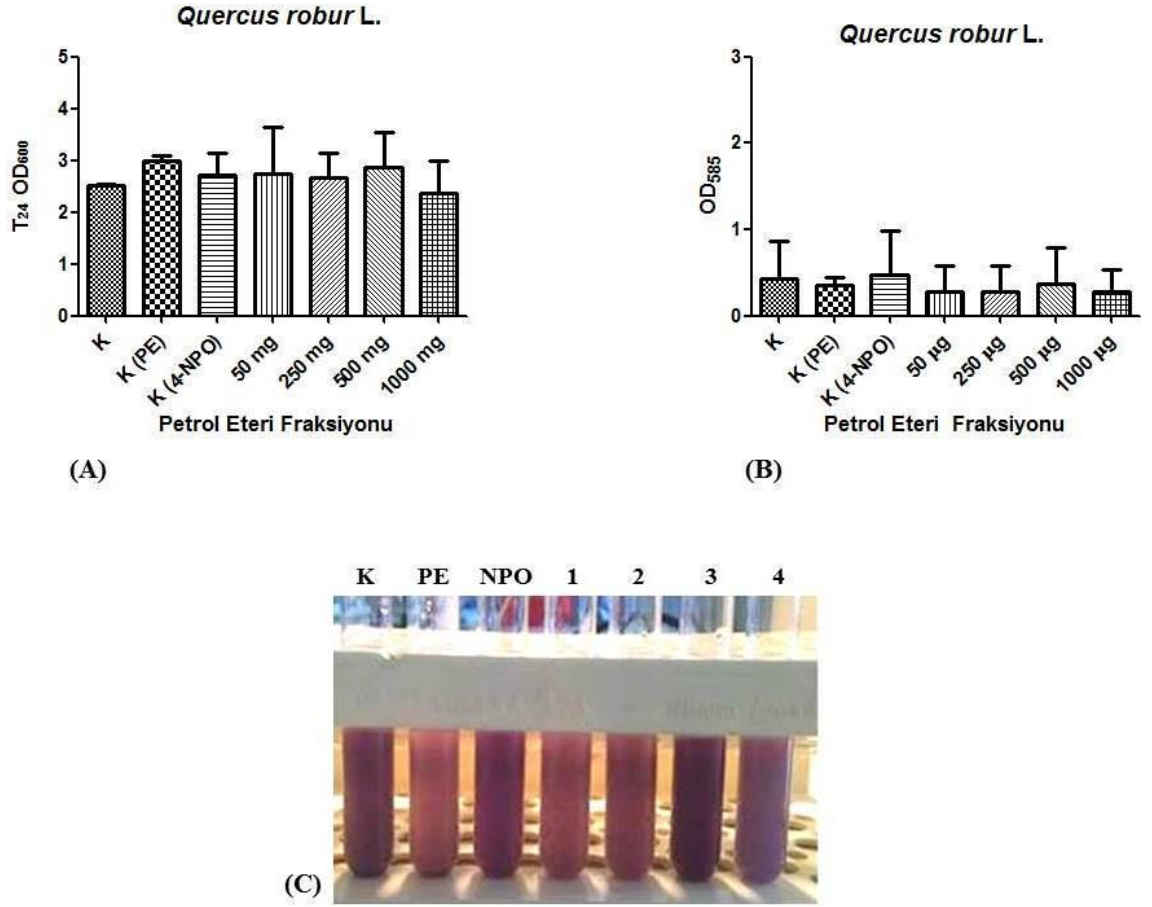 Quercus robur L.
5
4
3
2
1
0
T24 OD600
K
K (PE)
K (4-NPO)
50 mg
250 mg
500 mg
1000 mg
Petrol Eteri Fraksiyonu
(A)
Quercus robur L.
3
2
1
0
OD585
K
K (PE)
K (4-NPO)
50 µg
250 µg
500 µg
1000 µg
Petrol Eteri Fraksiyonu
(B)
K PE NPO 1 2 3 4
(C)